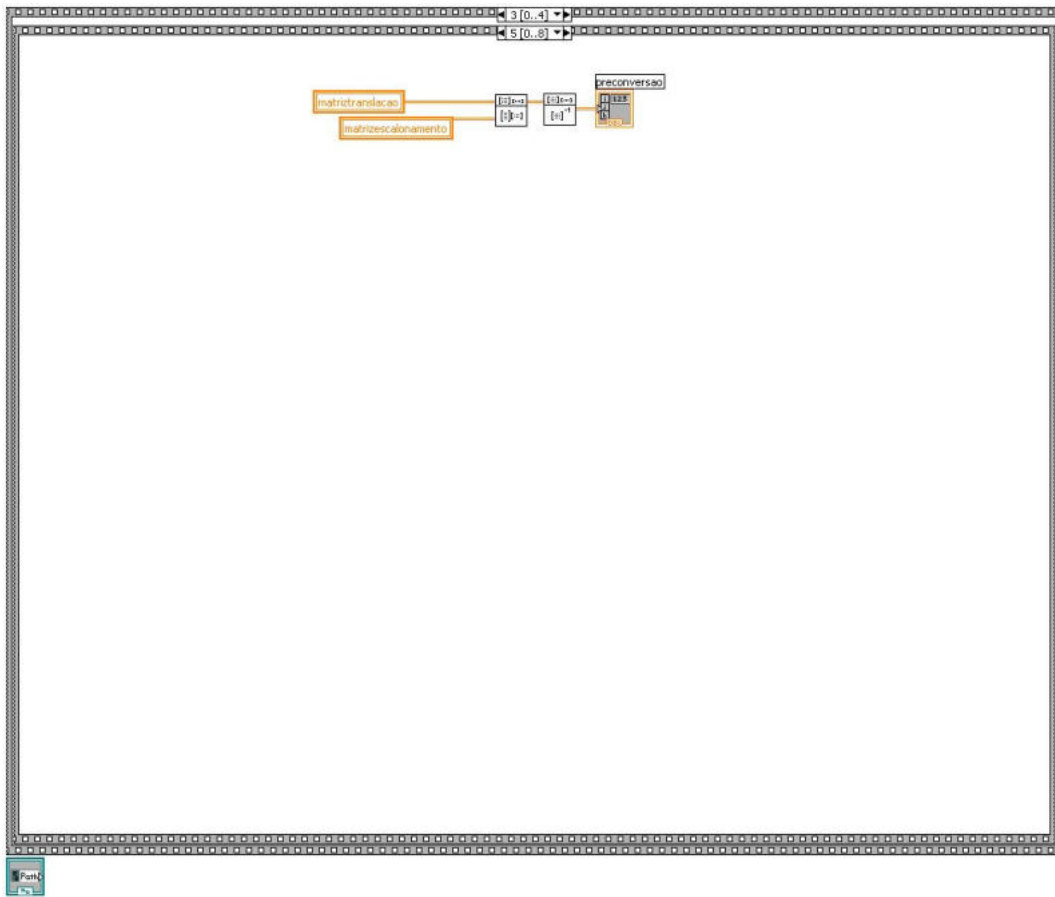 3 [0..4]
5 [0..8]
preconversao
matriztranslacao
matrizescalonamento
Path